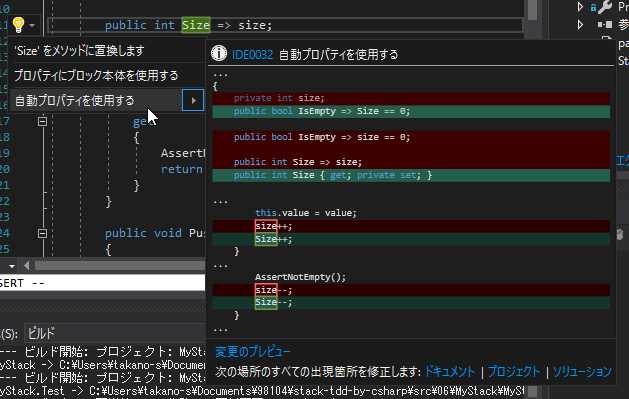 10
11 public int Size => size;
'Size' をメソッドに置換します
プロパティにブロック本体を使用する
自動プロパティを使用する
IDE0032 自動プロパティを使用する
...
{
private int size;
public bool IsEmpty => Size == 0;
public bool IsEmpty => size == 0;
public int Size => size;
public int Size { get; private set; }
...
this.value = value;
size++;
Size++;
}
...
AssertNotEmpty();
size--;
Size--;
}
...
変更のプレビュー
次の場所のすべての出現箇所を修正します: ドキュメント | プロジェクト | ソリューション
17 ge
18 {
19 Assert
20 return
21 }
22 }
23
24 public void Pus
25 {
SERT --
(S): ビルド
--- ビルド開始: プロジェクト: MyStac
MyStack -> C:¥Users¥takano-s¥Docume
--- ビルド開始: プロジェクト: MyStac
MyStack.Test -> C:¥Users¥takano-s¥Documents¥98104¥stack-tdd-by-csharp¥src¥06¥MyStack¥MySt
Pr
参
pa